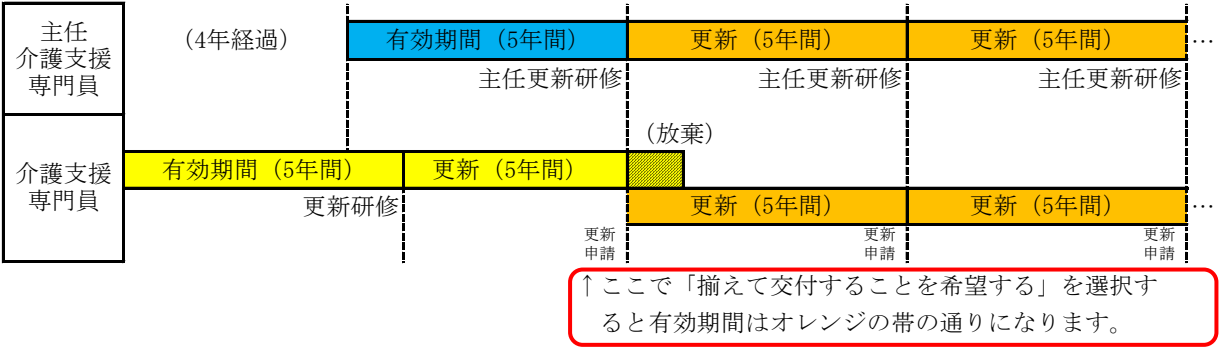 主任
介護支援
専門員
（4年経過）
有効期間（5年間）
更新（5年間）
更新（5年間）
…
主任更新研修
主任更新研修
主任更新研修
（放棄）
介護支援
専門員
有効期間（5年間）
更新（5年間）
更新研修
更新（5年間）
更新（5年間）
…
更新
申請
更新
申請
更新
申請
↑ここで「揃えて交付することを希望する」を選択す
ると有効期間はオレンジの帯の通りになります。